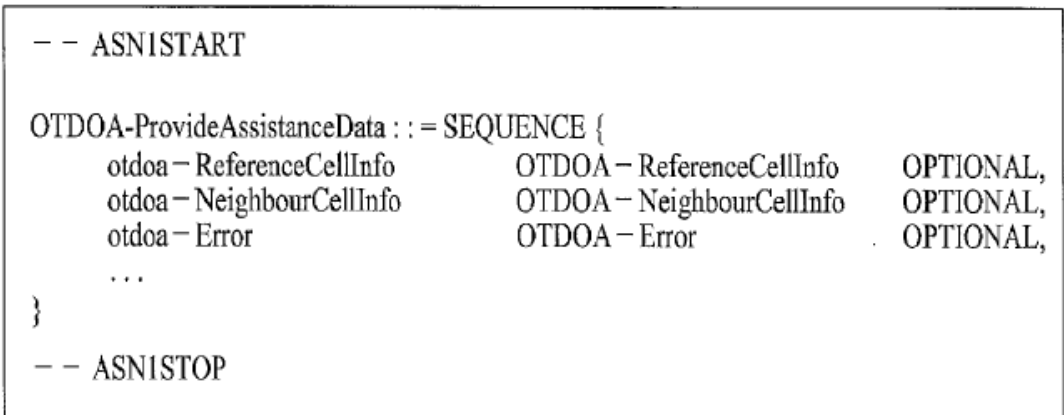 －－ ASN1START
OTDOA-ProvideAssistanceData : : = SEQUENCE {
otdoa－ReferenceCellInfo OTDOA－ReferenceCellInfo OPTIONAL,
otdoa－NeighbourCellInfo OTDOA－NeighbourCellInfo OPTIONAL,
otdoa－Error OTDOA－Error OPTIONAL,
. . .
}
－－ ASN1STOP